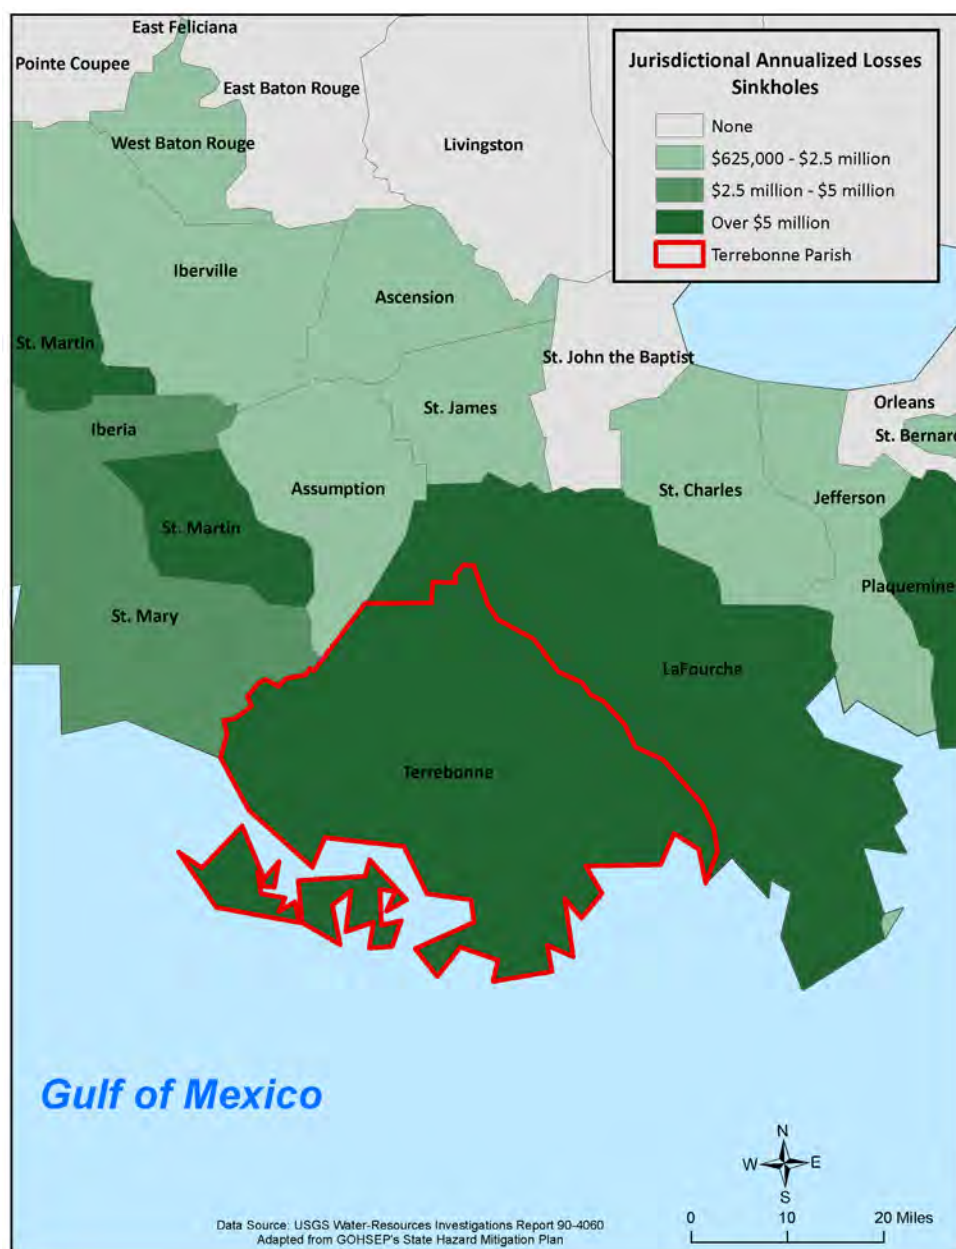 East Feliciana
Pointe Coupee
East Baton Rouge
West Baton Rouge
Livingston
Jurisdictional Annualized Losses
Sinkholes
None
$625,000 - $2.5 million
$2.5 million - $5 million
Over $5 million
Terrebonne Parish
Iberville
Ascension
St. Martin
St. John the Baptist
St. James
Orleans
Iberia
St. Bernard
Assumption
St. Charles
Jefferson
St. Martin
Plaquemine
St. Mary
LaFourche
Terrebonne
Gulf of Mexico
N
W
E
S
Data Source: USGS Water-Resources Investigations Report 90-4060
Adapted from GOHSEP's State Hazard Mitigation Plan
0 10 20 Miles